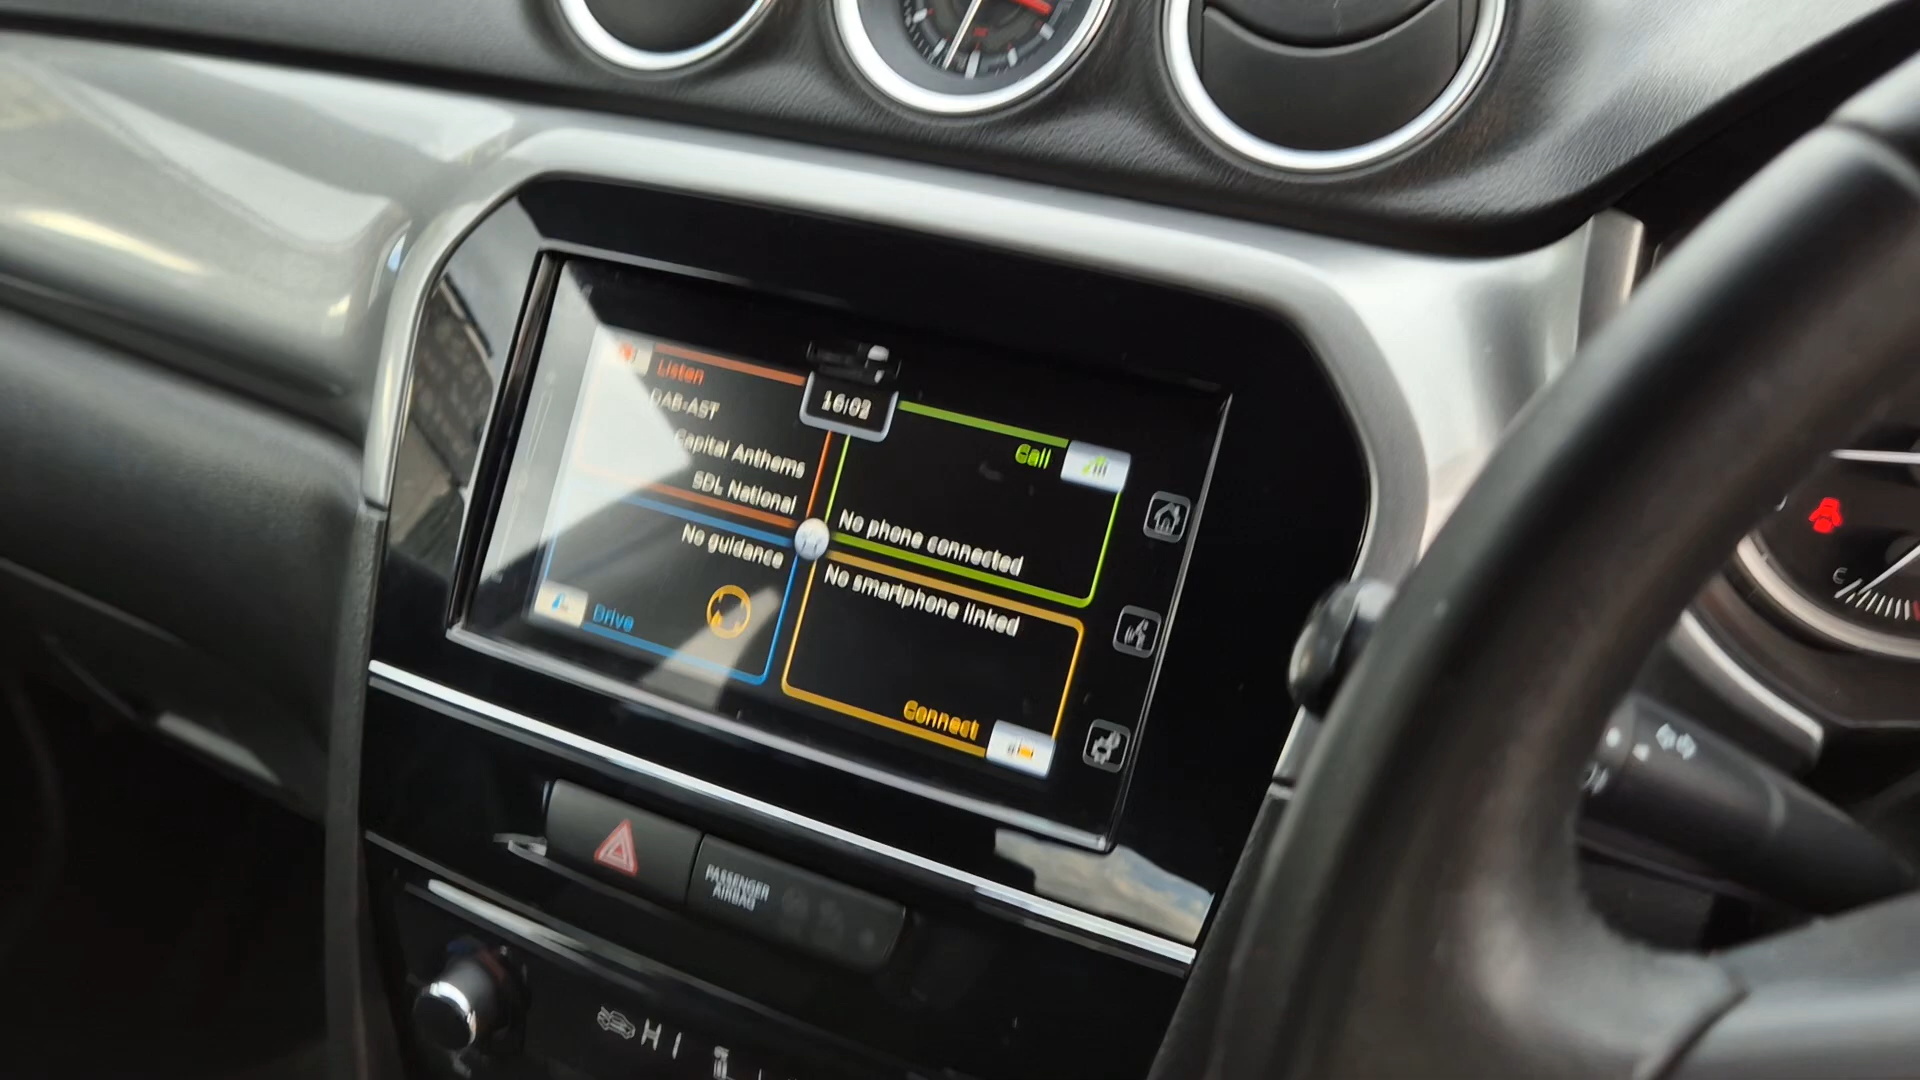 Listen
DAB-AST
Capital Anthems
SDL National
16:02
Call
No phone connected
No guidance
Drive
No smartphone linked
Connect
PASSENGER
AIRBAG
HI
C